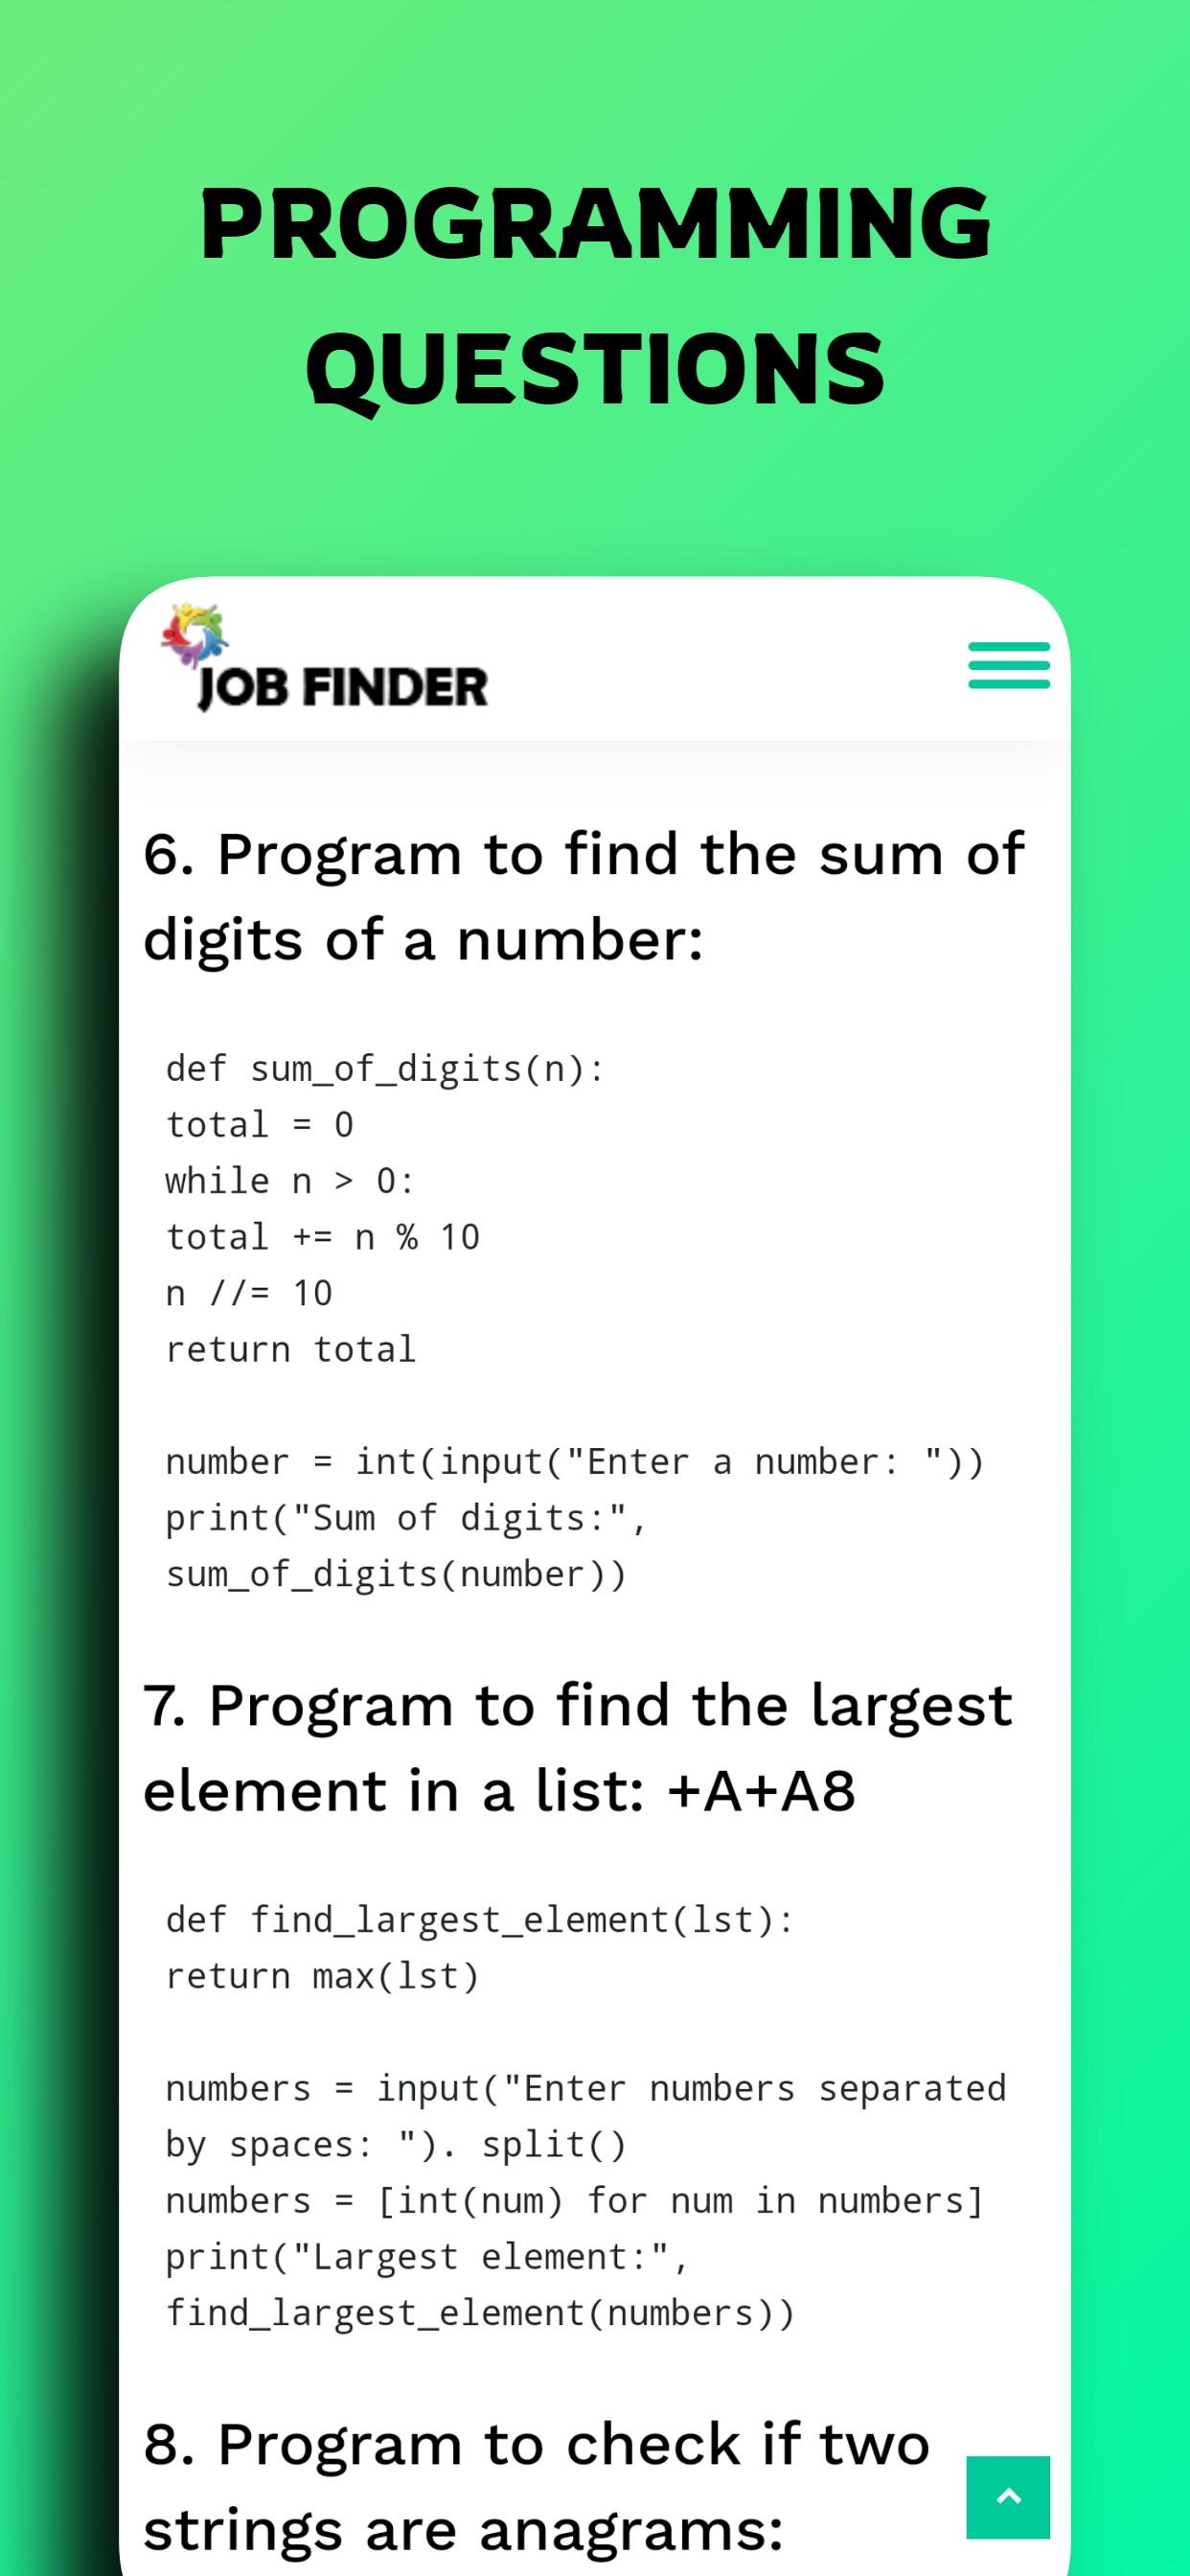 PROGRAMMING
QUESTIONS
JOB FINDER
6. Program to find the sum of
digits of a number:
def sum_of_digits(n):
total = 0
while n > 0:
total += n % 10
n //= 10
return total
number = int(input("Enter a number: "))
print("Sum of digits:",
sum_of_digits(number))
7. Program to find the largest
element in a list: +A+A8
def find_largest_element(lst):
return max(lst)
numbers = input("Enter numbers separated
by spaces: "). split()
numbers = [int(num) for num in numbers]
print("Largest element:",
find_largest_element(numbers))
8. Program to check if two
strings are anagrams: